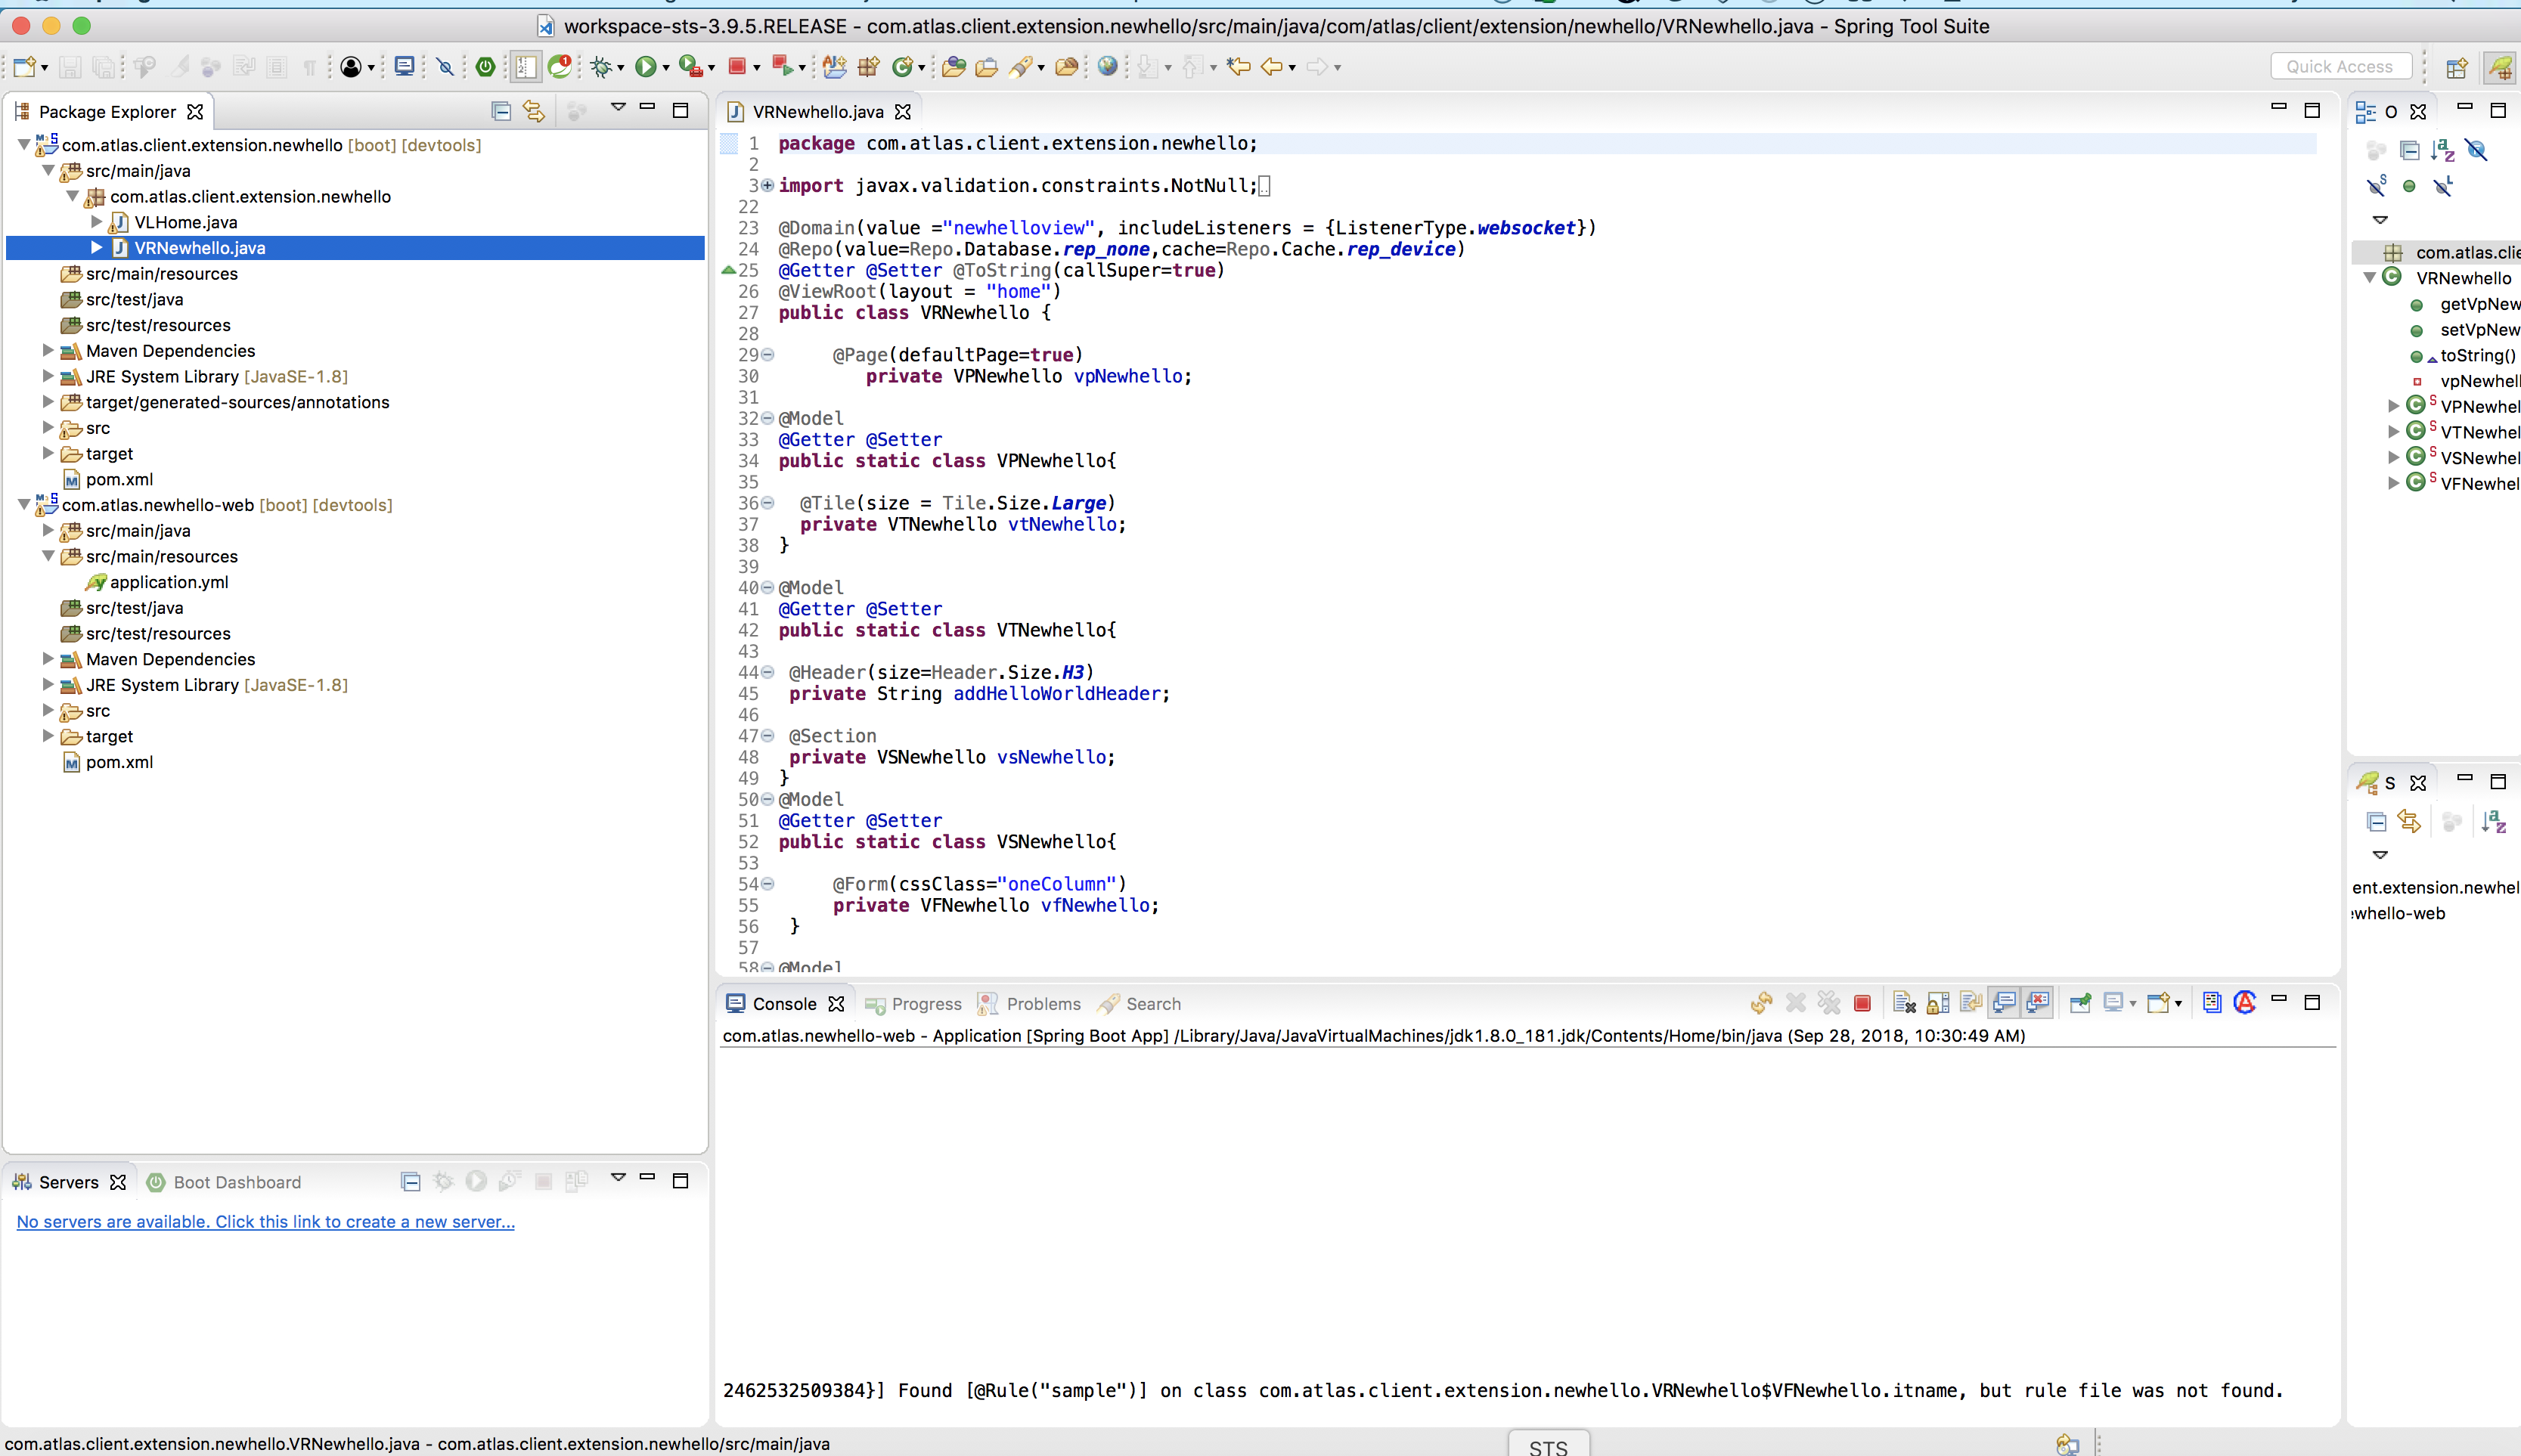 workspace-sts-3.9.5.RELEASE - com.atlas.client.extension.newhello/src/main/java/com/atlas/client/extension/newhello/VRNewhello.java - Spring Tool Suite
Quick Access
Package Explorer
com.atlas.client.extension.newhello [boot] [devtools]
src/main/java
com.atlas.client.extension.newhello
VLHome.java
VRNewhello.java
src/main/resources
src/test/java
src/test/resources
Maven Dependencies
JRE System Library [JavaSE-1.8]
target/generated-sources/annotations
src
target
pom.xml
com.atlas.newhello-web [boot] [devtools]
src/main/java
src/main/resources
application.yml
src/test/java
src/test/resources
Maven Dependencies
JRE System Library [JavaSE-1.8]
src
target
pom.xml
Servers
Boot Dashboard
No servers are available. Click this link to create a new server...
VRNewhello.java
1 package com.atlas.client.extension.newhello;
2
3 import javax.validation.constraints.NotNull;
22
23 @Domain(value ="newhelloview", includeListeners = {ListenerType.websocket})
24 @Repo(value=Repo.Database.rep_none,cache=Repo.Cache.rep_device)
25 @Getter @Setter @ToString(callSuper=true)
26 @ViewRoot(layout = "home")
27 public class VRNewhello {
28
29 @Page(defaultPage=true)
30 private VPNewhello vpNewhello;
31
32 @Model
33 @Getter @Setter
34 public static class VPNewhello{
35
36 @Tile(size = Tile.Size.Large)
37 private VTNewhello vtNewhello;
38 }
39
40 @Model
41 @Getter @Setter
42 public static class VTNewhello{
43
44 @Header(size=Header.Size.H3)
45 private String addHelloWorldHeader;
46
47 @Section
48 private VSNewhello vsNewhello;
49 }
50 @Model
51 @Getter @Setter
52 public static class VSNewhello{
53
54 @Form(cssClass="oneColumn")
55 private VFNewhello vfNewhello;
56 }
57
58 @Model
Console
Progress
Problems
Search
com.atlas.newhello-web - Application [Spring Boot App] /Library/Java/JavaVirtualMachines/jdk1.8.0_181.jdk/Contents/Home/bin/java (Sep 28, 2018, 10:30:49 AM)
2462532509384}] Found [@Rule("sample")] on class com.atlas.client.extension.newhello.VRNewhello$VFNewhello.itname, but rule file was not found.
O
com.atlas.clie
VRNewhello
getVpNew
setVpNew
toString()
vpNewhell
VPNewhel
VTNewhel
VSNewhel
VFNewhel
S
ent.extension.newhel
whello-web
com.atlas.client.extension.newhello.VRNewhello.java - com.atlas.client.extension.newhello/src/main/java
STS